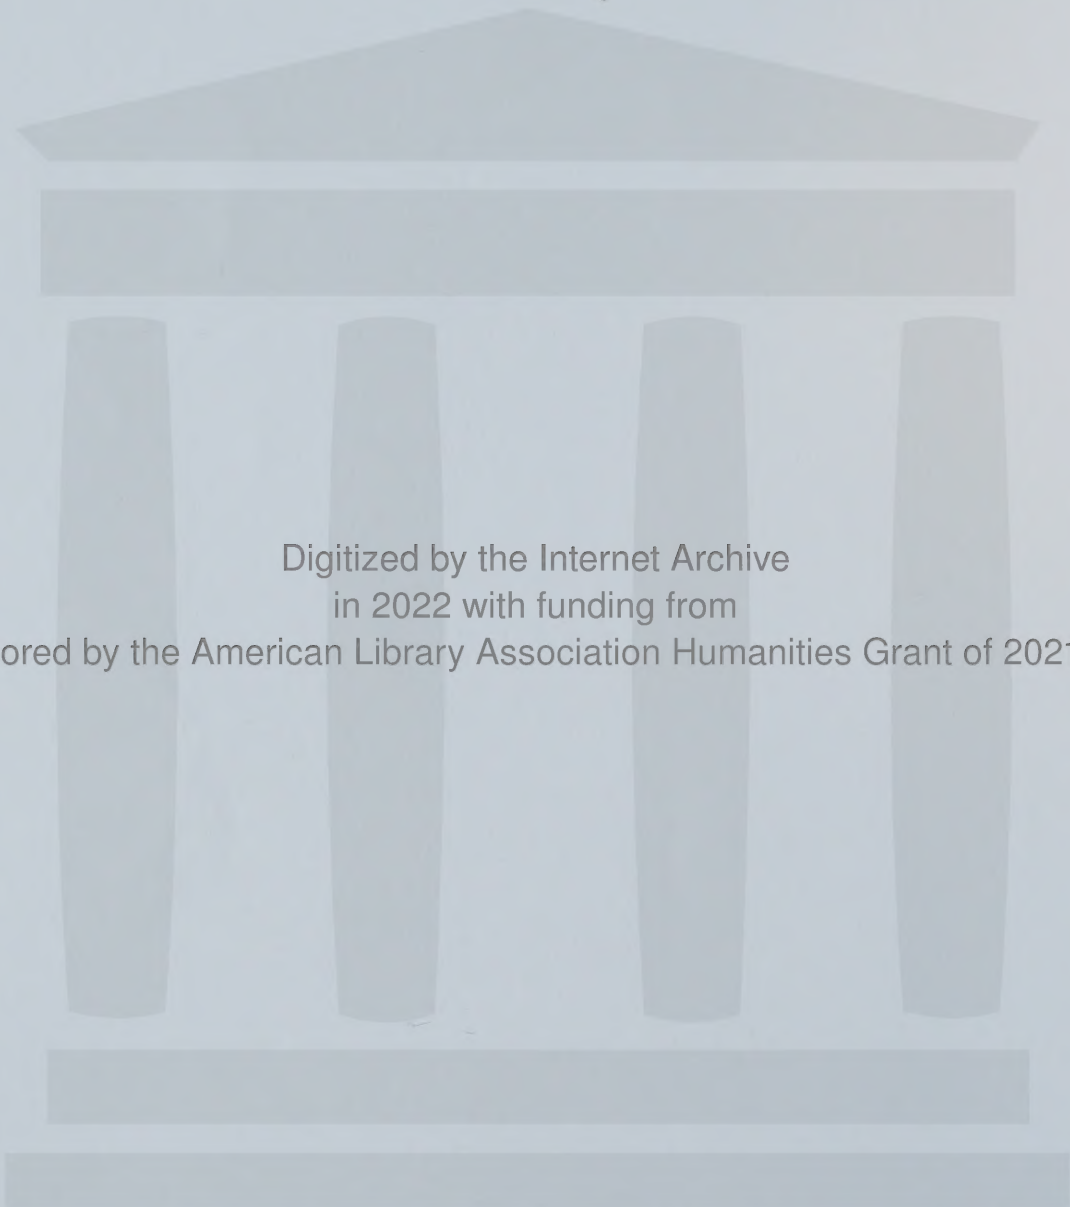 Digitized by the Internet Archive
in 2022 with funding from
ored by the American Library Association Humanities Grant of 202